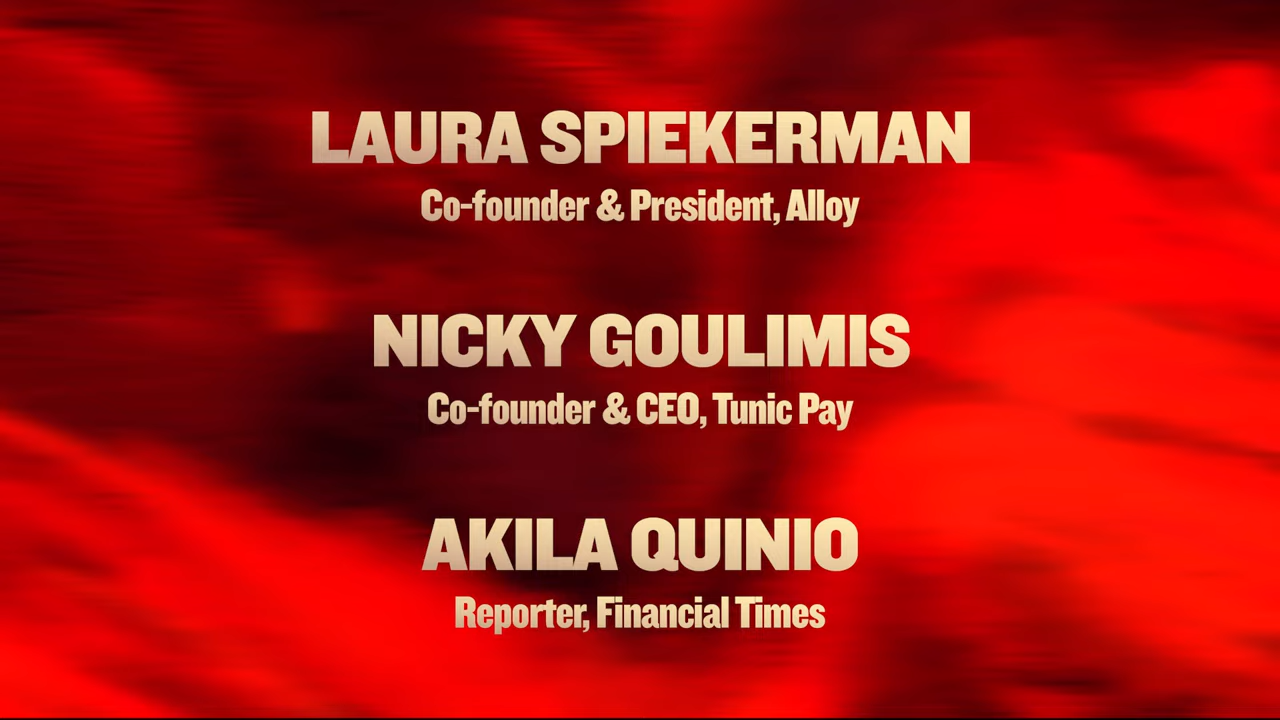 LAURA SPIEKERMAN
Co-founder & President, Alloy
NICKY GOULIMIS
Co-founder & CEO, Tunic Pay
AKILA QUINIO
Reporter, Financial Times